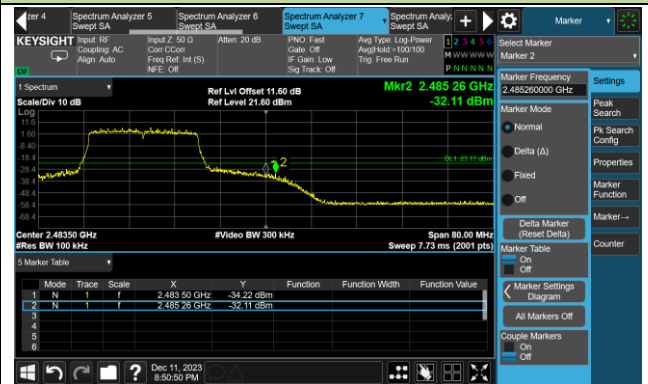 zer 4
Spectrum Analyzer 5
Swept SA
Spectrum Analyzer 6
Swept SA
Spectrum Analyzer 7
Swept SA
Spectrum Analy
Swept SA
Marker
KEYSIGHT
Input: RF
Coupling: AC
Align: Auto
Input Z: 50 Ω
Corr CCorr
Freq Ref: Int (S)
NFE: Off
Atten: 20 dB
PNO: Fast
Gate: Off
IF Gain: Low
Sig Track: Off
Avg Type: Log-Power
Avg|Hold >100/100
Trig: Free Run
1 2 3 4 5 6
M W W W W W
P N N N N N
Select Marker
Marker 2
1 Spectrum
Scale/Div 10 dB
Ref Lvl Offset 11.60 dB
Ref Level 21.60 dBm
Mkr2 2.485 26 GHz
-32.11 dBm
Log
11.6
1.60
-8.40
-18.4
-28.4
-38.4
-48.4
-58.4
-68.4
2
DL1 -23.17 dBm
Center 2.48350 GHz
#Video BW 300 kHz
Span 80.00 MHz
#Res BW 100 kHz
Sweep 7.73 ms (2001 pts)
5 Marker Table
Mode Trace Scale X Y Function Function Width Function Value
1 N 1 f 2.483 50 GHz -34.22 dBm
2 N 1 f 2.485 26 GHz -32.11 dBm
3
4
5
6
Marker Frequency
2.485260000 GHz
Marker Mode
Normal
Delta (Δ)
Fixed
Off
Delta Marker
(Reset Delta)
Marker Table
On
Off
Marker Settings
Diagram
All Markers Off
Couple Markers
On
Off
Settings
Peak
Search
Pk Search
Config
Properties
Marker
Function
Marker→
Counter
Dec 11, 2023
8:50:50 PM